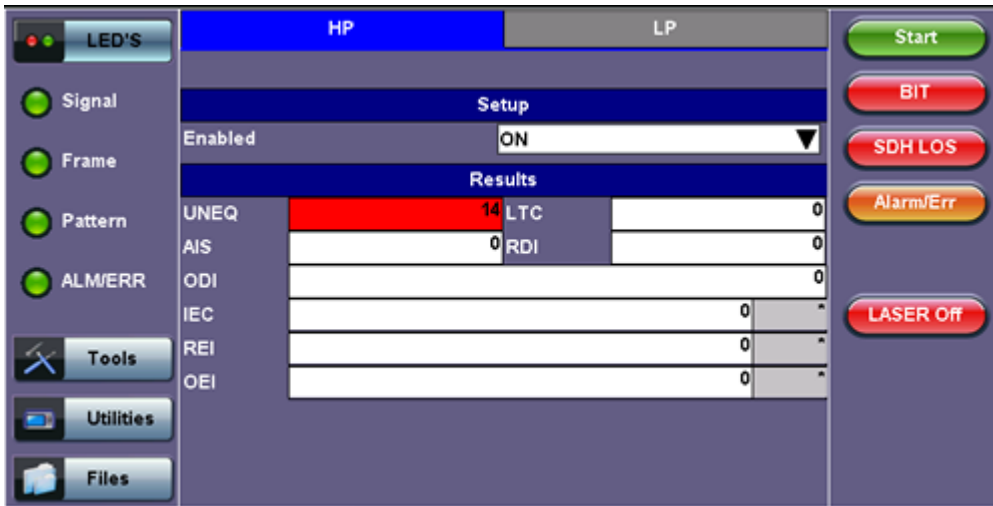 LED'S
Signal
Frame
Pattern
ALM/ERR
Tools
Utilities
Files
HP LP
Setup
Enabled ON
Results
UNEQ 14 LTC 0
AIS 0 RDI 0
ODI 0
IEC 0 *
REI 0 *
OEI 0 *
Start
BIT
SDH LOS
Alarm/Err
LASER Off